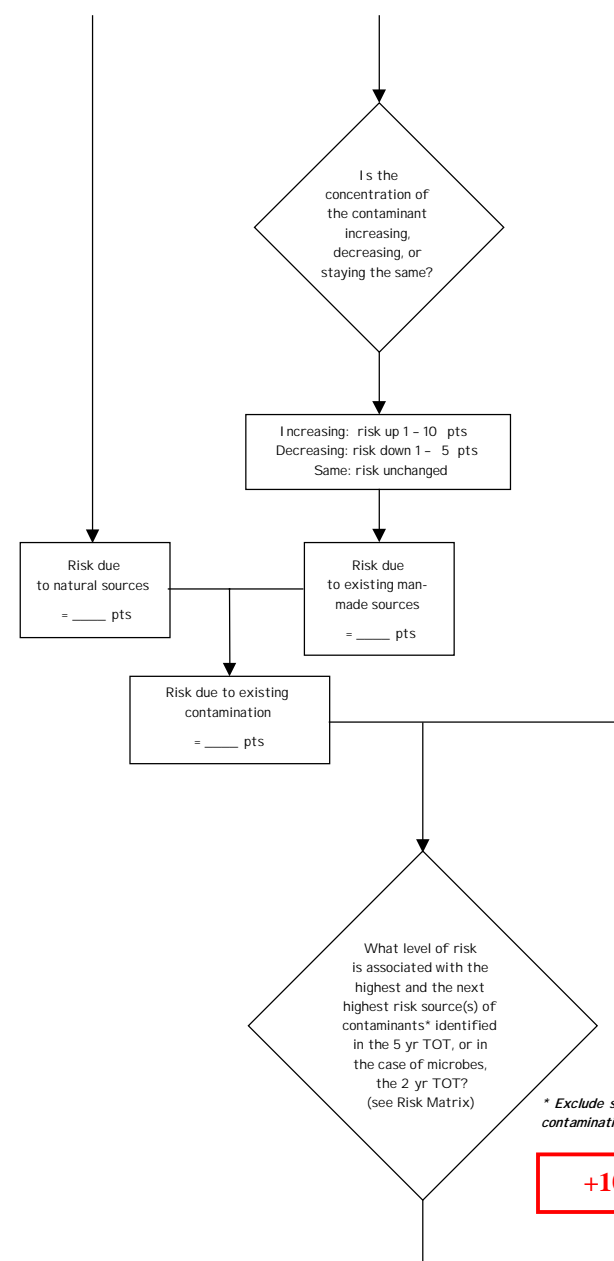 Is the
concentration of
the contaminant
increasing,
decreasing, or
staying the same?
Increasing: risk up 1 – 10 pts
Decreasing: risk down 1 – 5 pts
Same: risk unchanged
Risk due
to natural sources
= _____ pts
Risk due
to existing man-
made sources
= _____ pts
Risk due to existing
contamination
= _____ pts
What level of risk
is associated with the
highest and the next
highest risk source(s) of
contaminants* identified
in the 5 yr TOT, or in
the case of microbes,
the 2 yr TOT?
(see Risk Matrix)
* Exclude